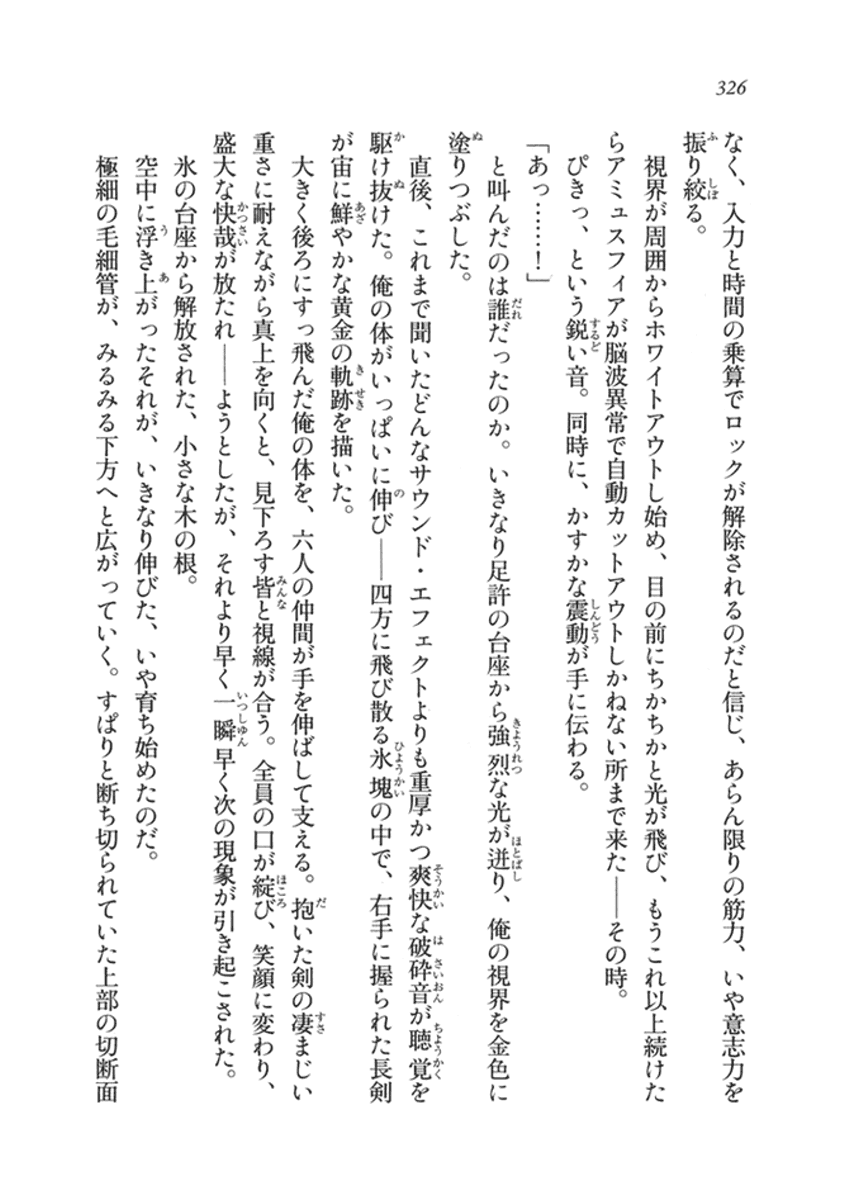 326
なく、入力と時間の乗算でロックが解除されるのだと信じ、あらん限りの筋力、いや意志力を
振り絞る。
視界が周囲からホワイトアウトし始め、目の前にちかちかと光が飛び、もうこれ以上続けた
らアミュスフィアが脳波異常で自動カットアウトしかねない所まで来た――その時。
ぴきっ、という鋭い音。同時に、かすかな震動が手に伝わる。
「あっ……！」
と叫んだのは誰だったのか。いきなり足許の台座から強烈な光が迸り、俺の視界を金色に
塗りつぶした。
直後、これまで聞いたどんなサウンド・エフェクトよりも重厚かつ爽快な破砕音が聴覚を
駆け抜けた。俺の体がいっぱいに伸び――四方に飛び散る氷塊の中で、右手に握られた長剣
が宙に鮮やかな黄金の軌跡を描いた。
大きく後ろにすっ飛んだ俺の体を、六人の仲間が手を伸ばして支える。抱いた剣の凄まじい
重さに耐えながら真上を向くと、見下ろす皆と視線が合う。全員の口が綻び、笑顔に変わり、
盛大な快哉が放たれ――ようとしたが、それより早く一瞬早く次の現象が引き起こされた。
氷の台座から解放された、小さな木の根。
空中に浮き上がったそれが、いきなり伸びた、いや育ち始めたのだ。
極細の毛細管が、みるみる下方へと広がっていく。すぱりと断ち切られていた上部の切断面